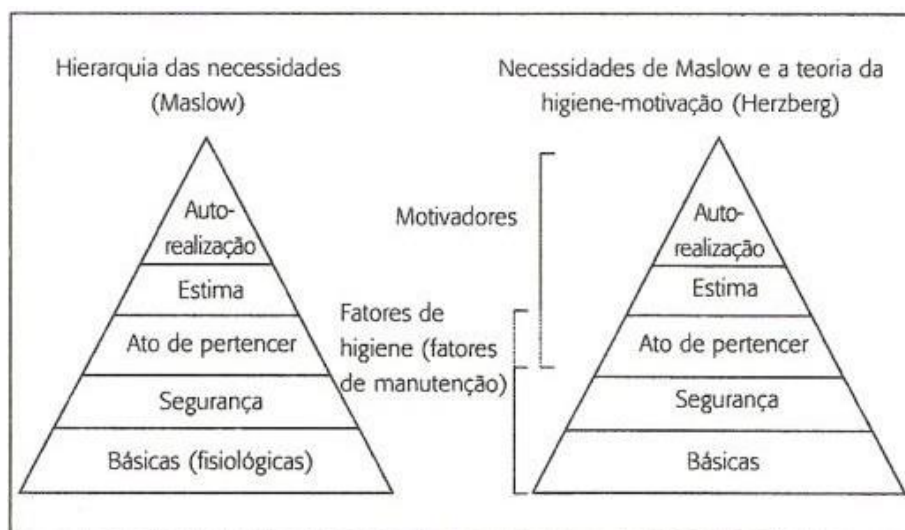 Hierarquia das necessidades
(Maslow)
Auto-
realização
Estima
Ato de pertencer
Segurança
Básicas (fisiológicas)
Necessidades de Maslow e a teoria da
higiene-motivação (Herzberg)
Motivadores
Fatores de
higiene (fatores
de manutenção)
Auto-
realização
Estima
Ato de pertencer
Segurança
Básicas